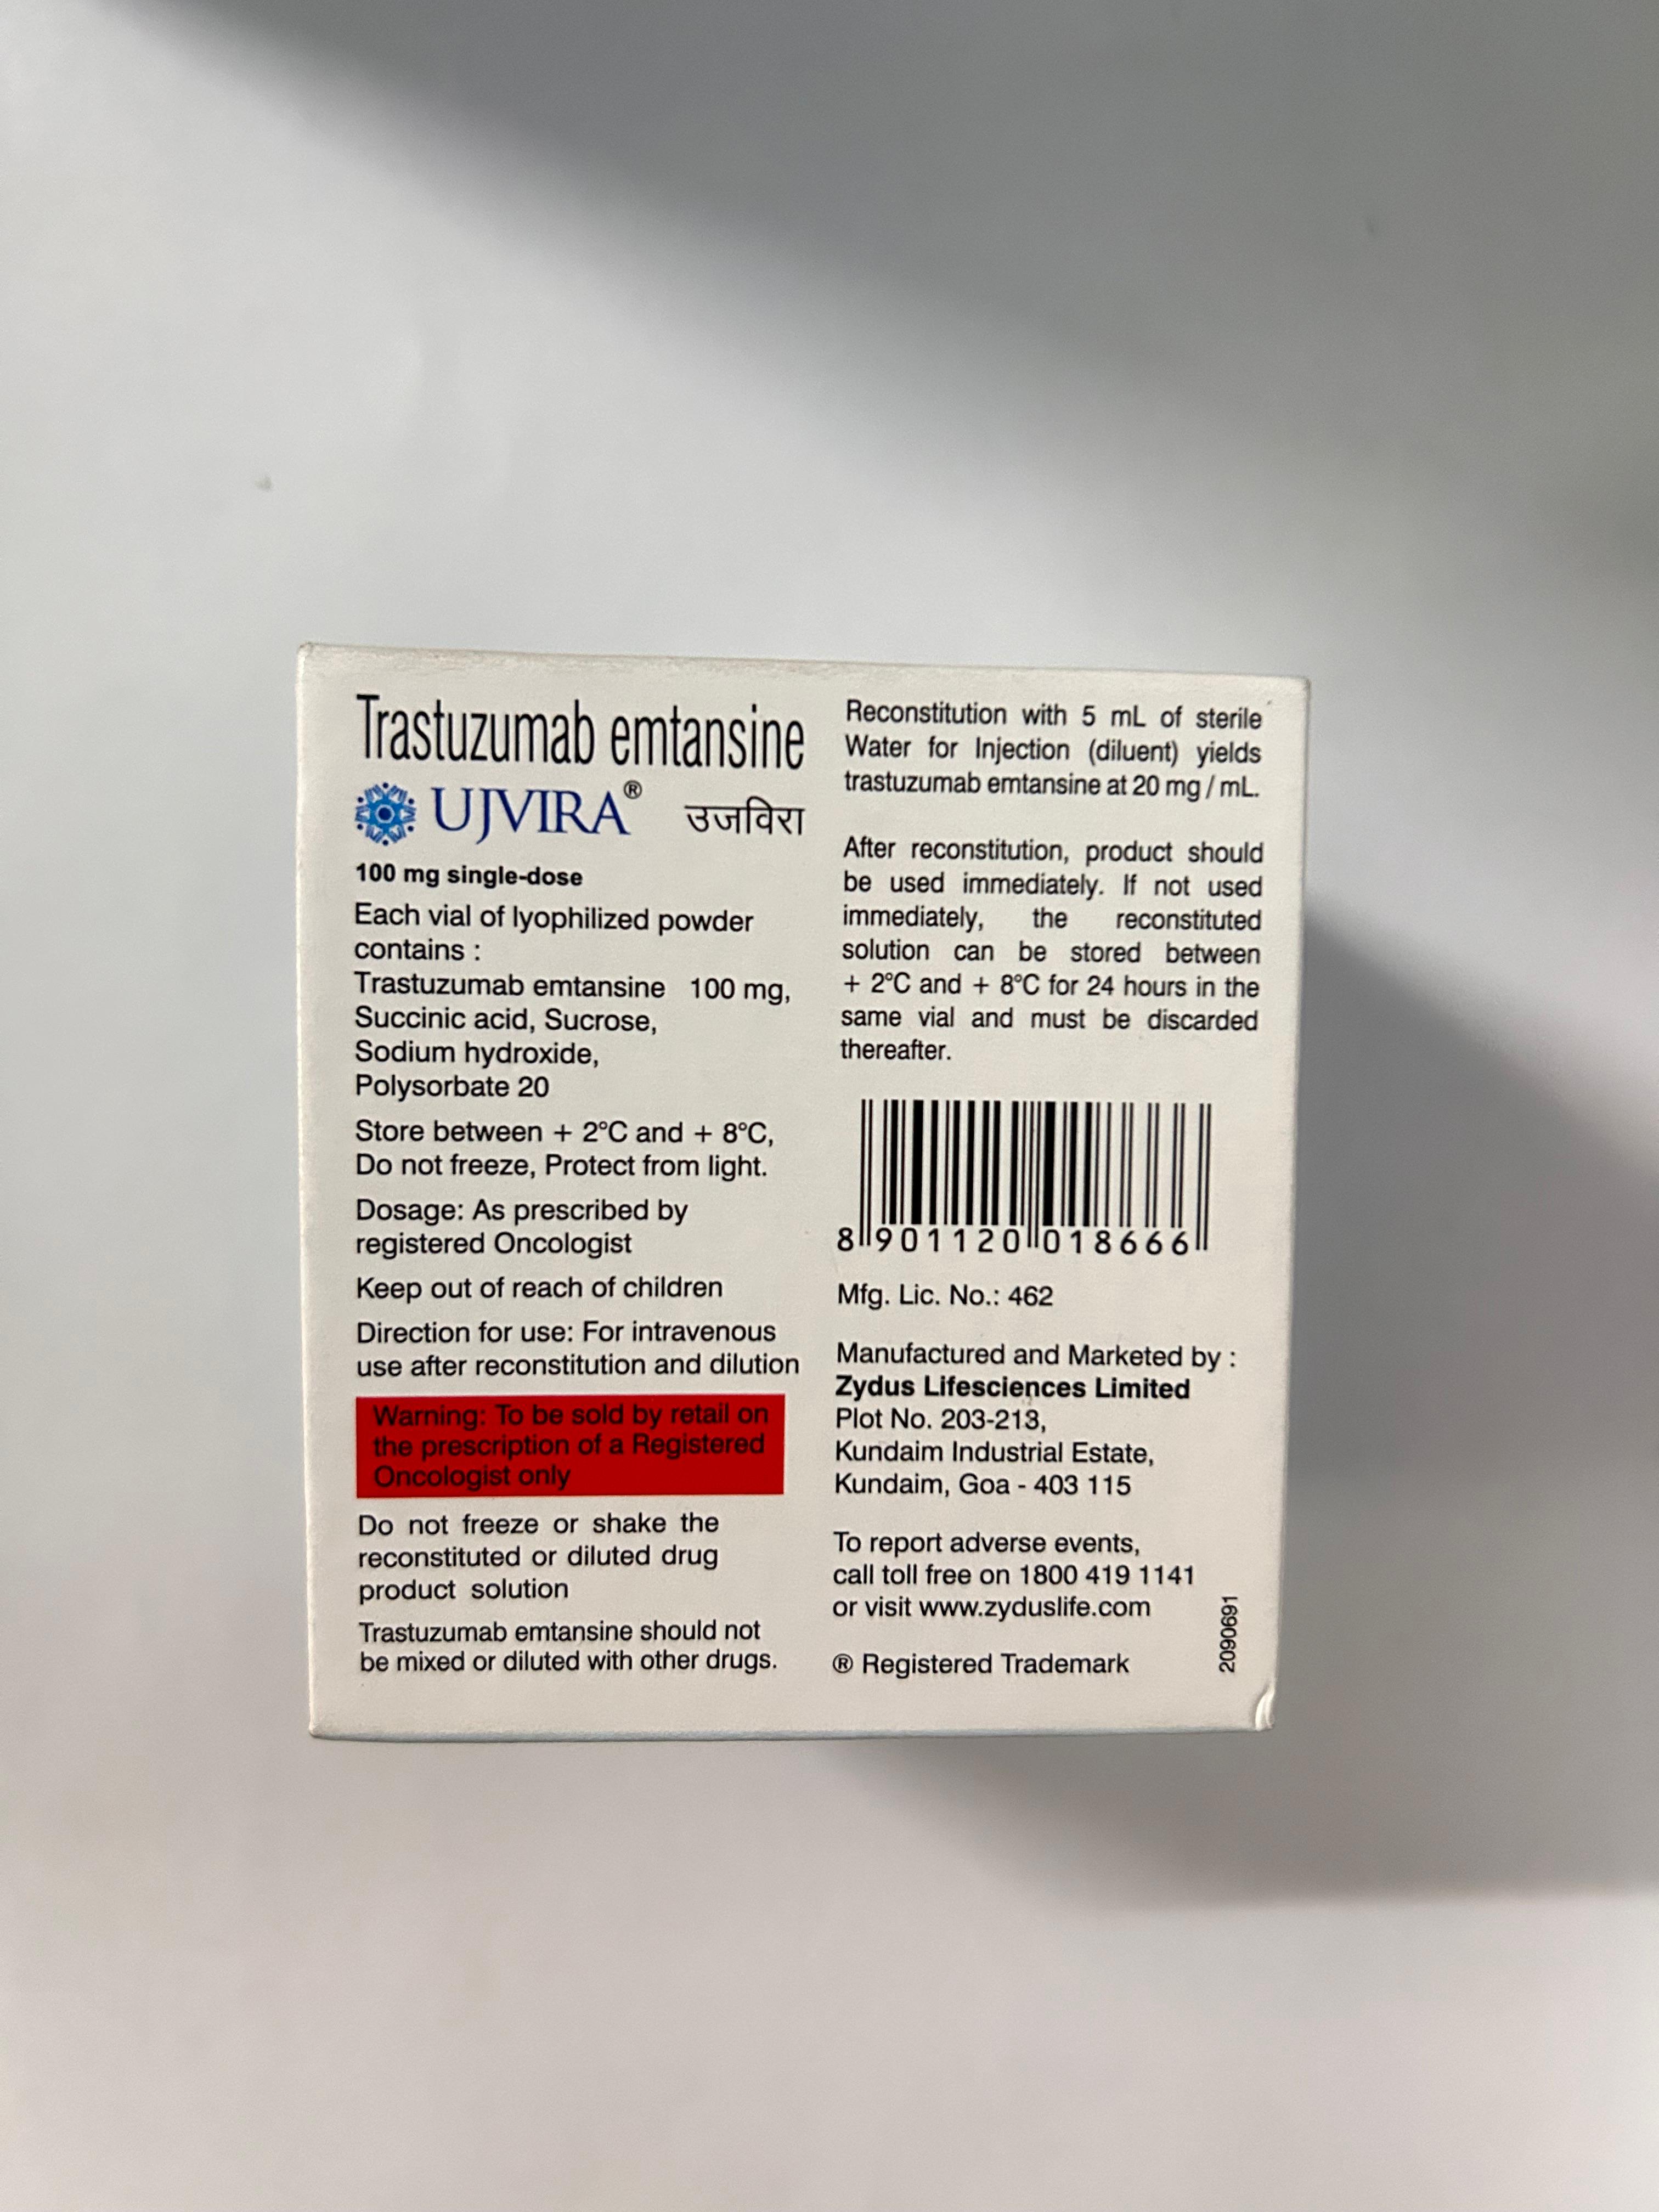 Trastuzumab emtansine
UJVIRA® उजविरा
100 mg single-dose
Each vial of lyophilized powder
contains :
Trastuzumab emtansine 100 mg,
Succinic acid, Sucrose,
Sodium hydroxide,
Polysorbate 20
Store between + 2°C and + 8°C,
Do not freeze, Protect from light.
Dosage: As prescribed by
registered Oncologist
Keep out of reach of children
Direction for use: For intravenous
use after reconstitution and dilution
Warning: To be sold by retail on
the prescription of a Registered
Oncologist only
Do not freeze or shake the
reconstituted or diluted drug
product solution
Trastuzumab emtansine should not
be mixed or diluted with other drugs.
Reconstitution with 5 mL of sterile
Water for Injection (diluent) yields
trastuzumab emtansine at 20 mg / mL.
After reconstitution, product should
be used immediately. If not used
immediately, the reconstituted
solution can be stored between
+ 2°C and + 8°C for 24 hours in the
same vial and must be discarded
thereafter.
8 901120 018666
Mfg. Lic. No.: 462
Manufactured and Marketed by :
Zydus Lifesciences Limited
Plot No. 203-213,
Kundaim Industrial Estate,
Kundaim, Goa - 403 115
To report adverse events,
call toll free on 1800 419 1141
or visit www.zyduslife.com
® Registered Trademark
2090691